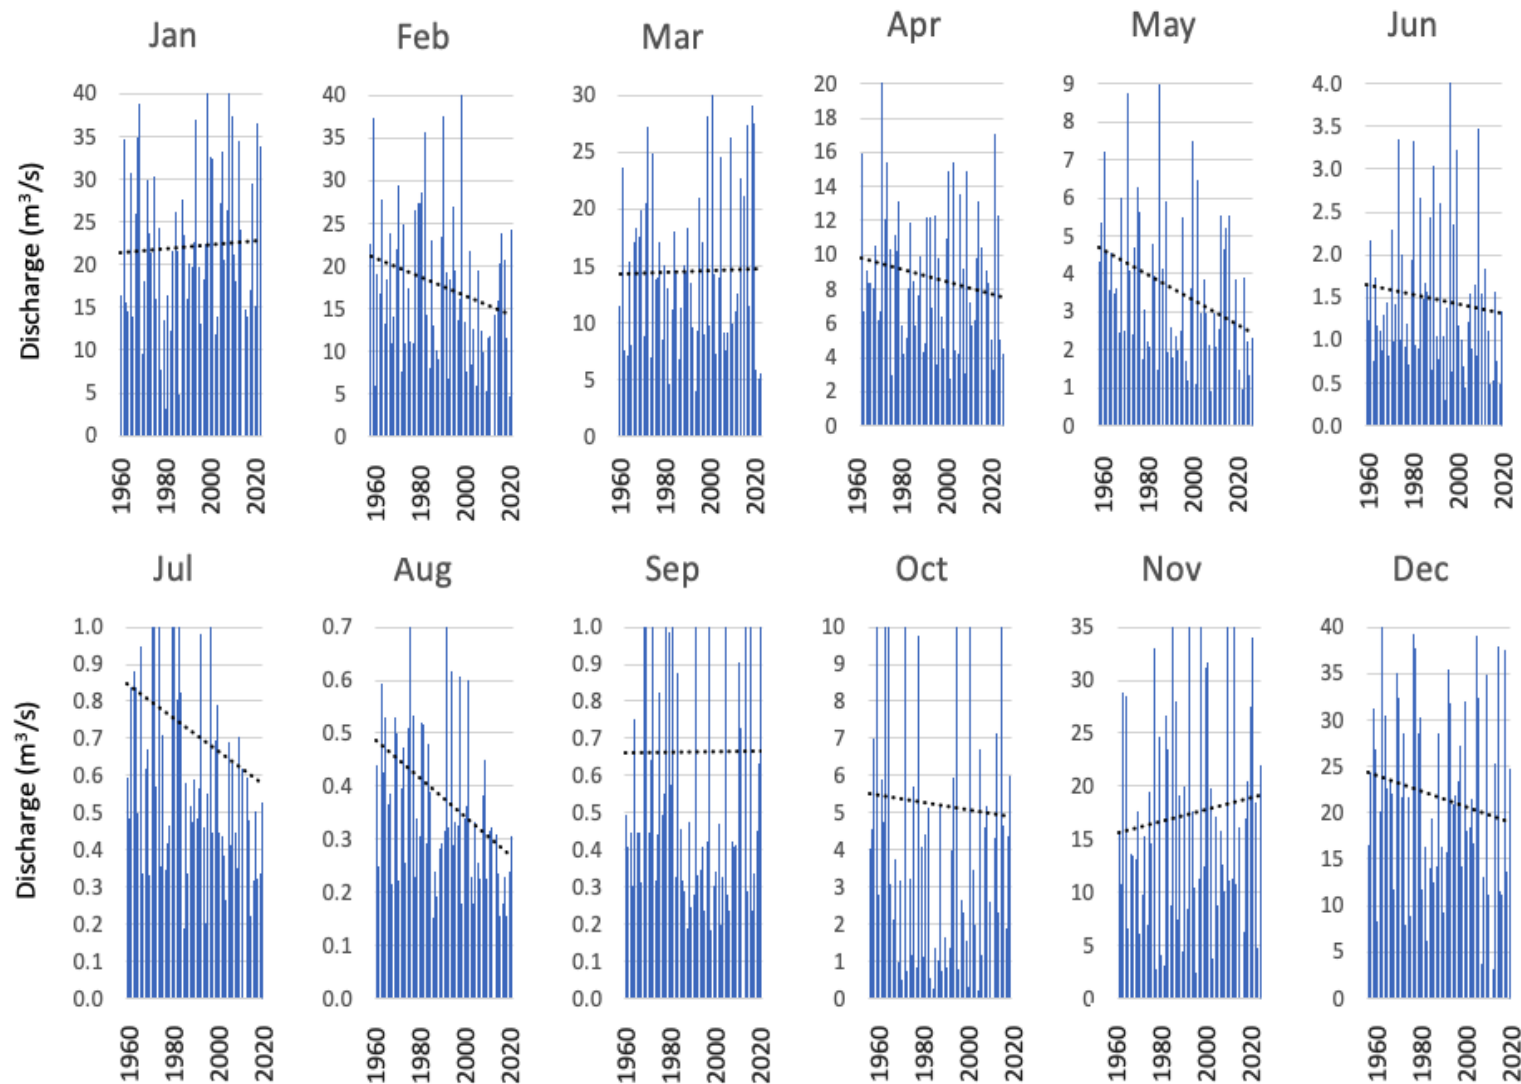 Jan Feb Mar Apr May Jun
Discharge (m³/s)
40 35 30 25 20 15 10 5 0
1960 1980 2000 2020
40 35 30 25 20 15 10 5 0
1960 1980 2000 2020
30 25 20 15 10 5 0
1960 1980 2000 2020
20 18 16 14 12 10 8 6 4 2 0
1960 1980 2000 2020
9 8 7 6 5 4 3 2 1 0
1960 1980 2000 2020
4.0 3.5 3.0 2.5 2.0 1.5 1.0 0.5 0.0
1960 1980 2000 2020
Jul Aug Sep Oct Nov Dec
Discharge (m³/s)
1.0 0.9 0.8 0.7 0.6 0.5 0.4 0.3 0.2 0.1 0.0
1960 1980 2000 2020
0.7 0.6 0.5 0.4 0.3 0.2 0.1 0.0
1960 1980 2000 2020
1.0 0.9 0.8 0.7 0.6 0.5 0.4 0.3 0.2 0.1 0.0
1960 1980 2000 2020
10 9 8 7 6 5 4 3 2 1 0
1960 1980 2000 2020
35 30 25 20 15 10 5 0
1960 1980 2000 2020
40 35 30 25 20 15 10 5 0
1960 1980 2000 2020